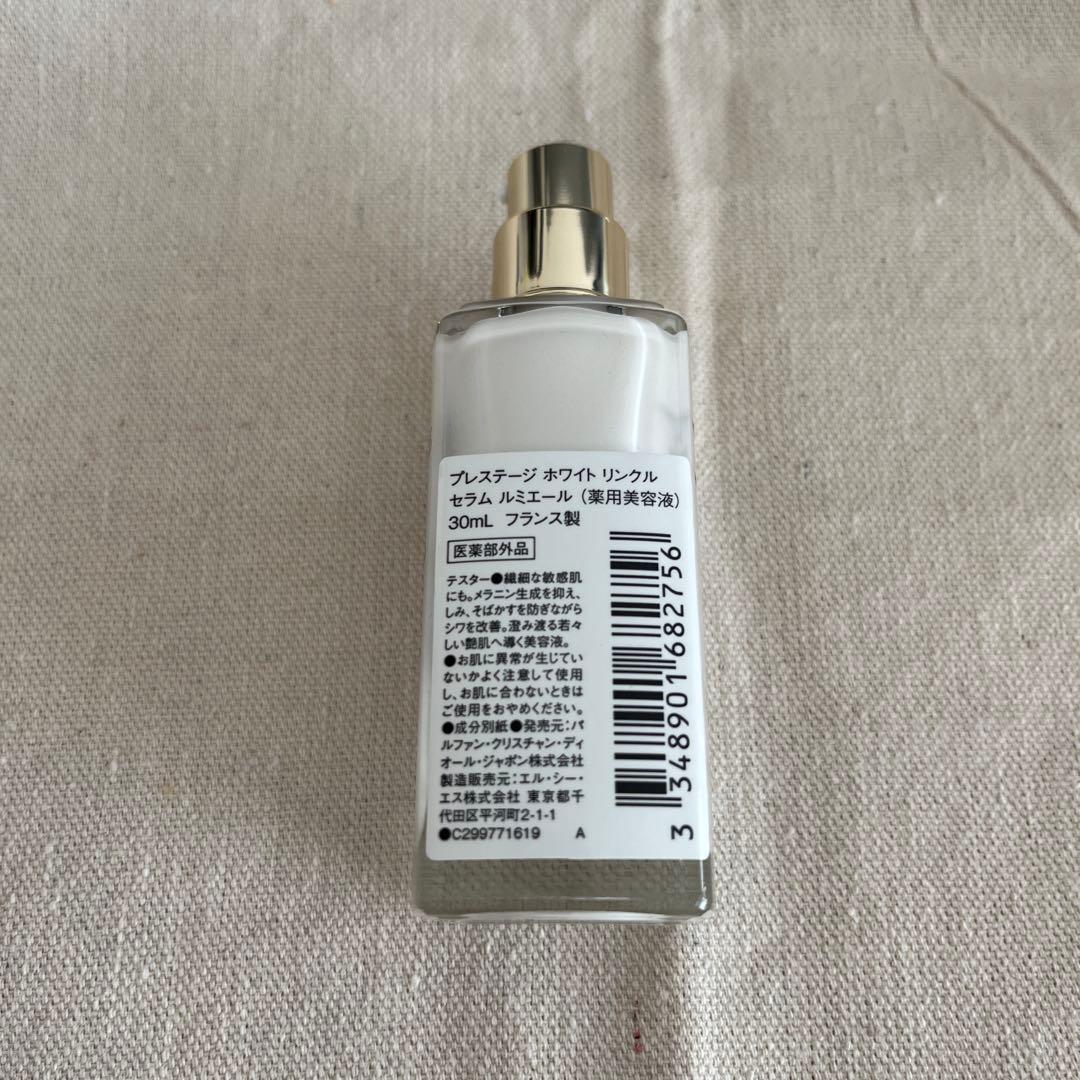 プレステージ ホワイト リンクル
セラム ルミエール（薬用美容液）
30mL フランス製
医薬部外品
テスター●繊細な敏感肌
にも。メラニン生成を抑え、
しみ、そばかすを防ぎながら
シワを改善。澄み渡る若々
しい艶肌へ導く美容液。
●お肌に異常が生じてい
ないかよく注意して使用
し、お肌に合わないときは
ご使用をおやめください。
●成分別紙●発売元：パ
ルファン・クリスチャン・ディ
オール・ジャポン株式会社
製造販売元：エル・シー・
エス株式会社 東京都千
代田区平河町2-1-1
●C299771619 A
3 348901 682756